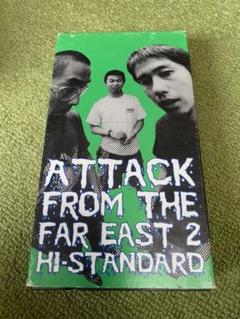 ATTACK
FROM THE
FAR EAST 2
HI-STANDARD